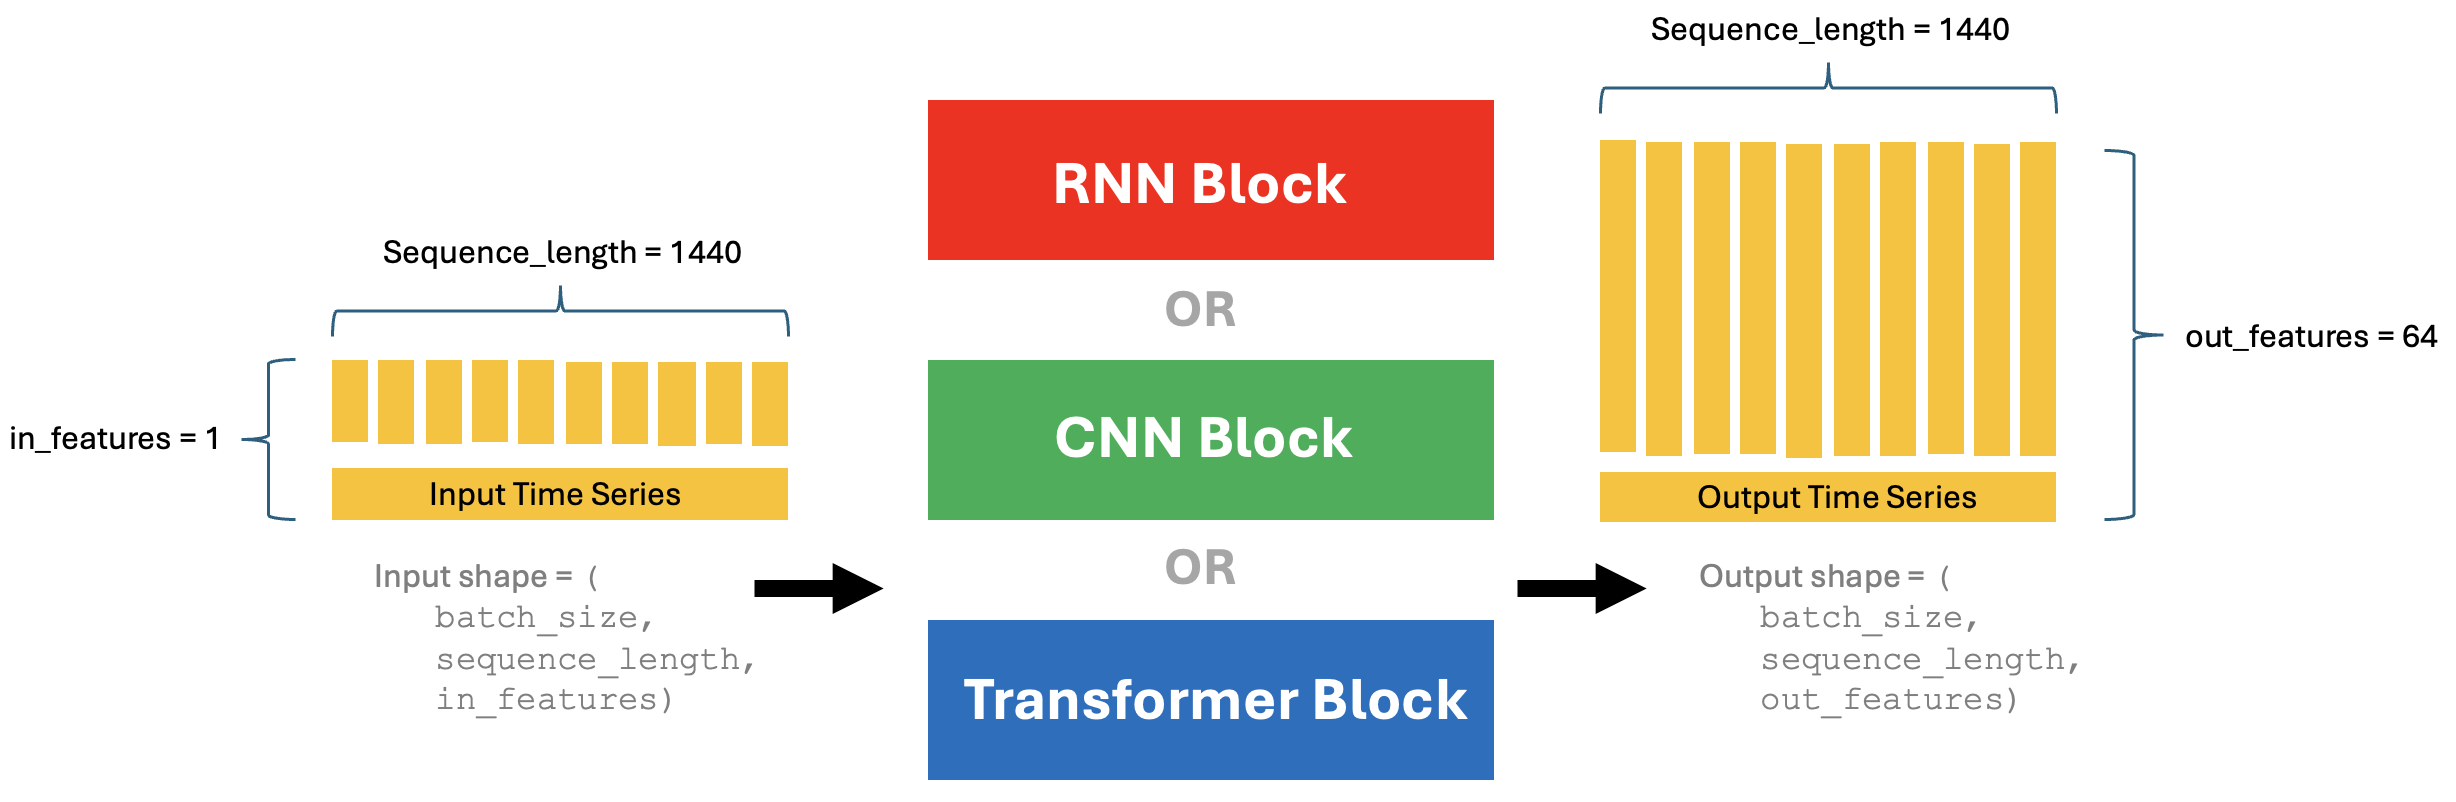 Sequence_length = 1440
in_features = 1
Input Time Series
Input shape = (
batch_size,
sequence_length,
in_features)
RNN Block
OR
CNN Block
OR
Transformer Block
Sequence_length = 1440
out_features = 64
Output Time Series
Output shape = (
batch_size,
sequence_length,
out_features)